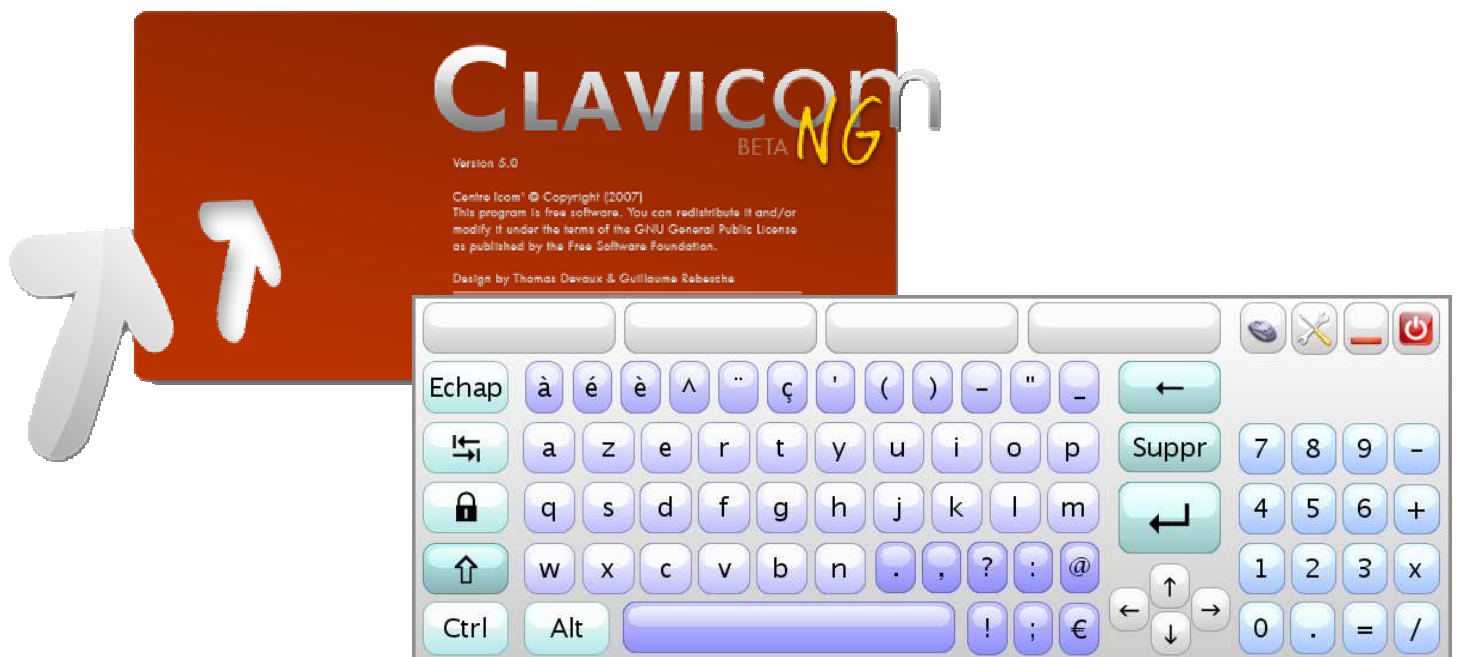 CLAVICOM
BETA NG
Version 5.0
Centre Icom' © Copyright (2007)
This program is free software. You can redistribute it and/or
modify it under the terms of the GNU General Public License
as published by the Free Software Foundation.
Design by Thomas Devaux & Guillaume Rebesche
Echap à é è ^ ¨ ç ' ( ) - " _ ←
a z e r t y u i o p Suppr 7 8 9 -
q s d f g h j k l m 4 5 6 +
w x c v b n . , ? : @ 1 2 3 x
↑
Ctrl Alt ! ; € ← ↓ → 0 . = /